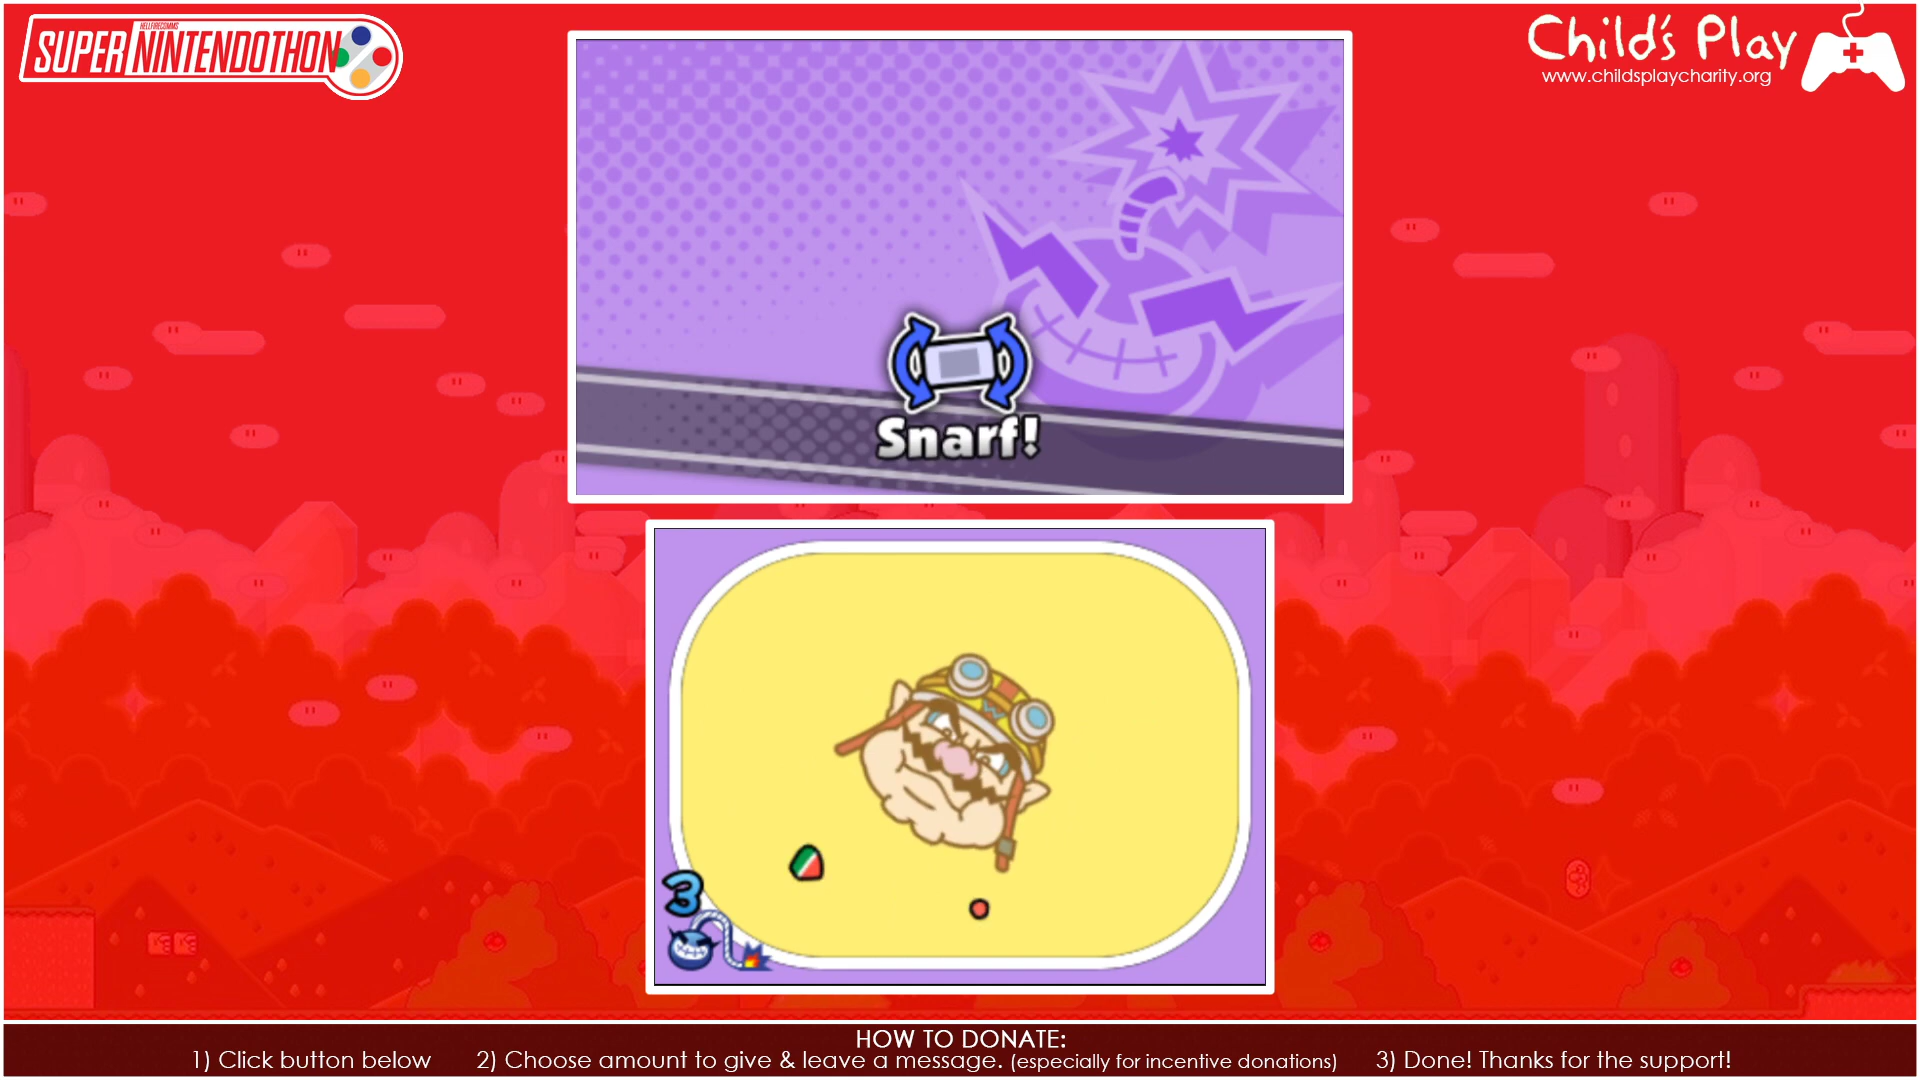 HELLFIRECOMMS
SUPER NINTENDOTHON
Child's Play
www.childsplaycharity.org
Snarf!
3
HOW TO DONATE:
1) Click button below 2) Choose amount to give & leave a message. (especially for incentive donations) 3) Done! Thanks for the support!